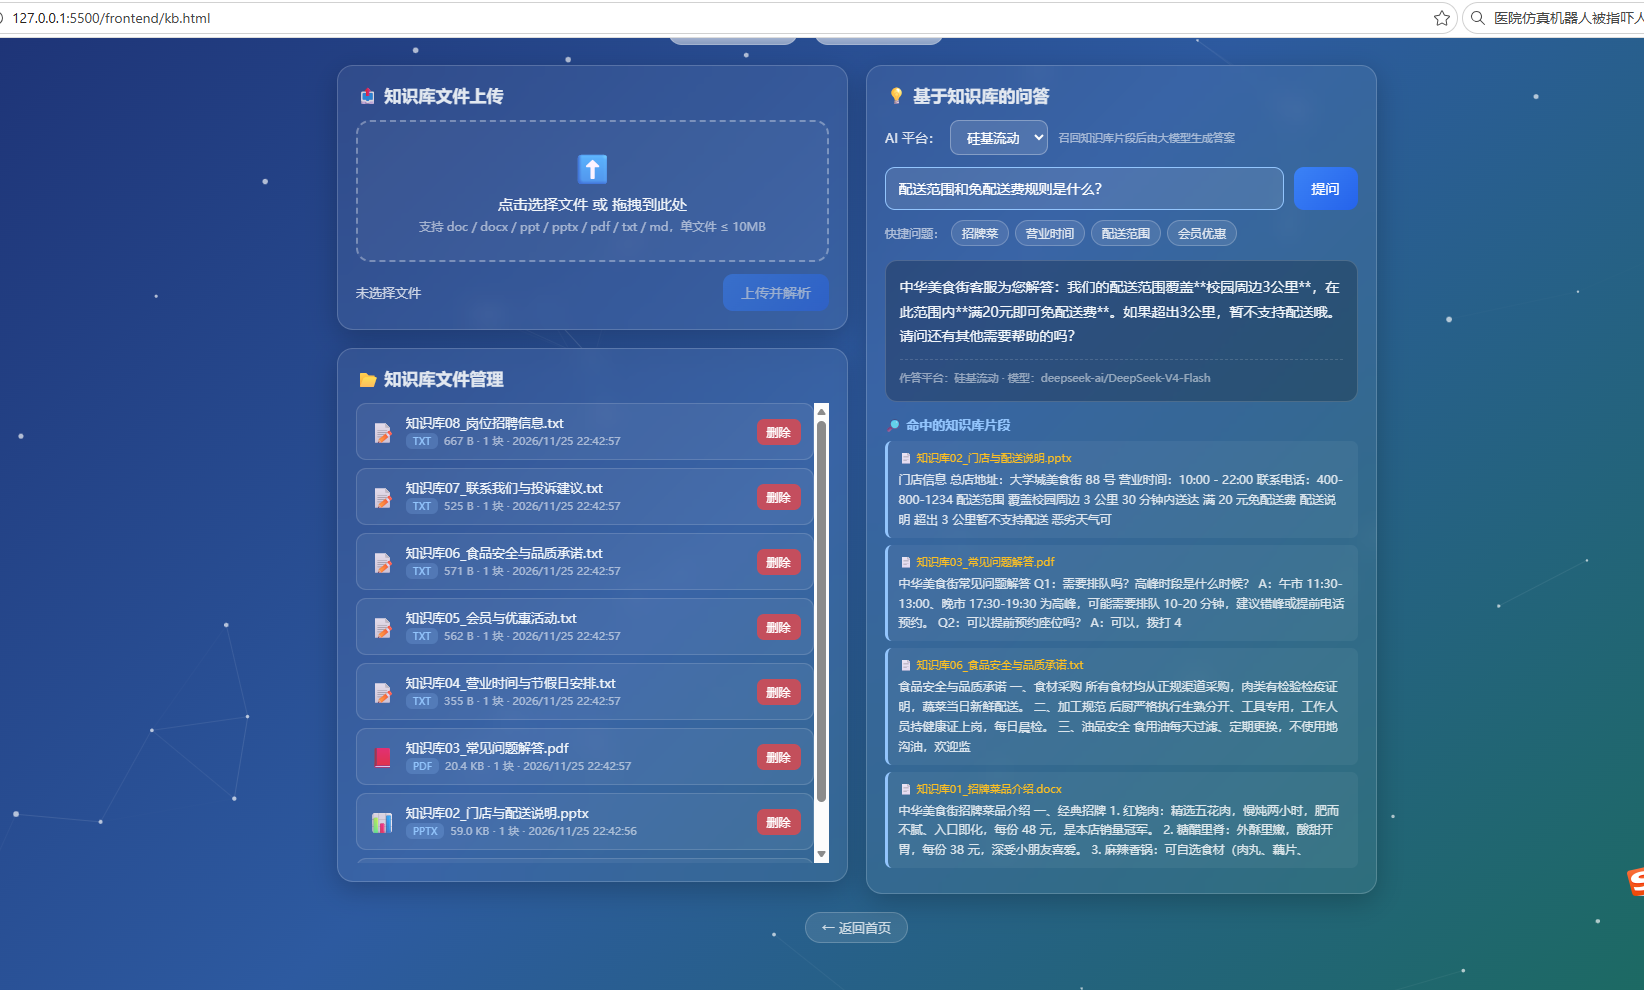 127.0.0.1:5500/frontend/kb.html
医院仿真机器人被指吓人
知识库文件上传
点击选择文件 或 拖拽到此处
支持 doc / docx / ppt / pptx / pdf / txt / md，单文件 ≤ 10MB
未选择文件
上传并解析
知识库文件管理
知识库08_岗位招聘信息.txt
TXT 667 B · 1 块 · 2026/11/25 22:42:57
删除
知识库07_联系我们与投诉建议.txt
TXT 525 B · 1 块 · 2026/11/25 22:42:57
删除
知识库06_食品安全与品质承诺.txt
TXT 571 B · 1 块 · 2026/11/25 22:42:57
删除
知识库05_会员与优惠活动.txt
TXT 562 B · 1 块 · 2026/11/25 22:42:57
删除
知识库04_营业时间与节假日安排.txt
TXT 355 B · 1 块 · 2026/11/25 22:42:57
删除
知识库03_常见问题解答.pdf
PDF 20.4 KB · 1 块 · 2026/11/25 22:42:57
删除
知识库02_门店与配送说明.pptx
PPTX 59.0 KB · 1 块 · 2026/11/25 22:42:56
删除
基于知识库的问答
AI 平台： 硅基流动 召回知识库片段后由大模型生成答案
配送范围和免配送费规则是什么？ 提问
快捷问题： 招牌菜 营业时间 配送范围 会员优惠
中华美食街客服为您解答：我们的配送范围覆盖**校园周边3公里**，在
此范围内**满20元即可免配送费**。如果超出3公里，暂不支持配送哦。
请问还有其他需要帮助的吗？
作答平台：硅基流动 · 模型：deepseek-ai/DeepSeek-V4-Flash
命中的知识库片段
知识库02_门店与配送说明.pptx
门店信息 总店地址：大学城美食街 88 号 营业时间：10:00 - 22:00 联系电话：400-
800-1234 配送范围 覆盖校园周边 3 公里 30 分钟内送达 满 20 元免配送费 配送说
明 超出 3 公里暂不支持配送 恶劣天气可
知识库03_常见问题解答.pdf
中华美食街常见问题解答 Q1：需要排队吗？高峰时段是什么时候？ A：午市 11:30-
13:00、晚市 17:30-19:30 为高峰，可能需要排队 10-20 分钟，建议错峰或提前电话
预约。 Q2：可以提前预约座位吗？ A：可以，拨打 4
知识库06_食品安全与品质承诺.txt
食品安全与品质承诺 一、食材采购 所有食材均从正规渠道采购，肉类有检验检疫证
明，蔬菜当日新鲜配送。 二、加工规范 后厨严格执行生熟分开、工具专用，工作人
员持健康证上岗，每日晨检。 三、油品安全 食用油每天过滤、定期更换，不使用地
沟油，欢迎监
知识库01_招牌菜品介绍.docx
中华美食街招牌菜品介绍 一、经典招牌 1. 红烧肉：精选五花肉，慢炖两小时，肥而
不腻、入口即化，每份 48 元，是本店销量冠军。 2. 糖醋里脊：外酥里嫩，酸甜开
胃，每份 38 元，深受小朋友喜爱。 3. 麻辣香锅：可自选食材（肉丸、藕片、
← 返回首页